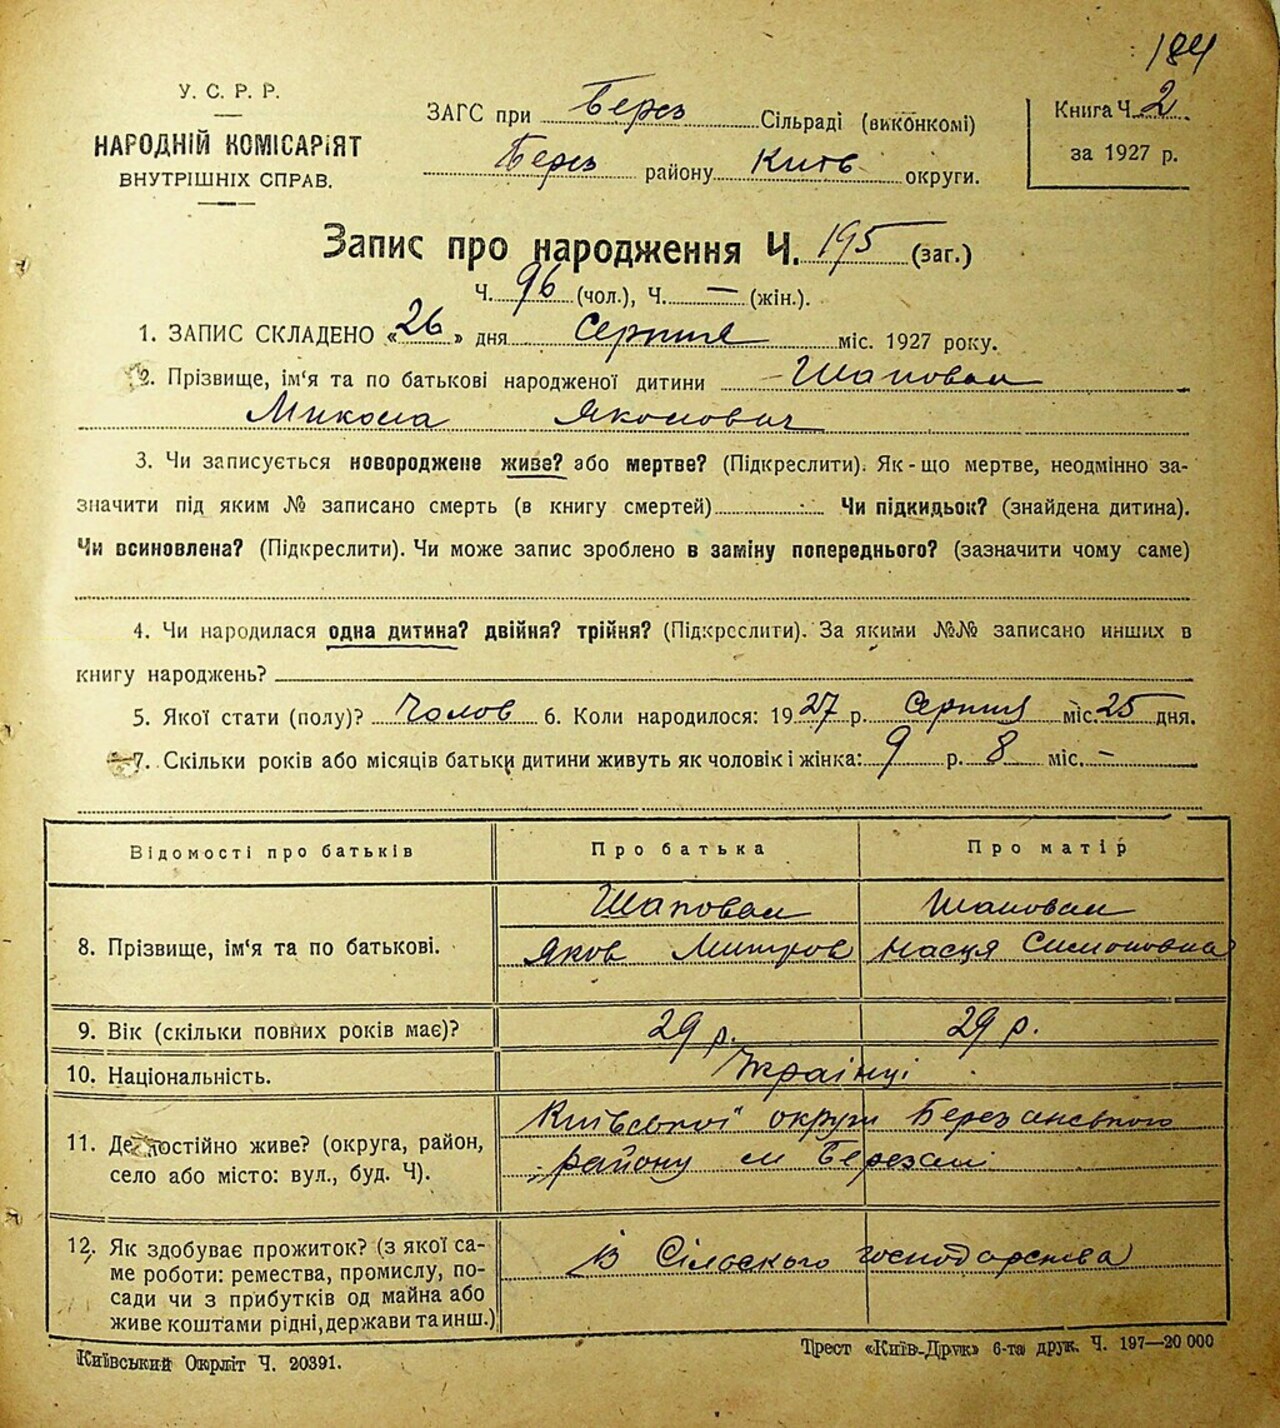 184
У. С. Р. Р.
НАРОДНІЙ КОМІСАРІЯТ
ВНУТРІШНІХ СПРАВ.
ЗАГС при Берез Сільраді (виконкомі)
Берез району Київ округи.
Книга Ч. 2
за 1927 р.
Запис про народження Ч. 195 (заг.)
Ч. 96 (чол.), Ч. — (жін.).
1. ЗАПИС СКЛАДЕНО «26» дня Серпня міс. 1927 року.
2. Прізвище, ім'я та по батькові народженої дитини Шаповал
Микола Якович
3. Чи записується новороджене живе? або мертве? (Підкреслити). Як-що мертве, неодмінно за-
значити під яким № записано смерть (в книгу смертей) Чи підкидьок? (знайдена дитина).
Чи всиновлена? (Підкреслити). Чи може запис зроблено в заміну попереднього? (зазначити чому саме)
4. Чи народилася одна дитина? двійня? трійня? (Підкреслити). За якими №№ записано инших в
книгу народжень?
5. Якої стати (полу)? Чолов 6. Коли народилося: 1927 р. Серпня міс. 25 дня.
7. Скільки років або місяців батьки дитини живуть як чоловік і жінка: 9 р. 8 міс. —
Відомості про батьків Про батька Про матір
Шаповал Шаповал
8. Прізвище, ім'я та по батькові. Яков Митров Насця Симоновна
9. Вік (скільки повних років має)? 29 р. 29 р.
10. Національність. Українці
11. Де постійно живе? (округа, район,
село або місто: вул., буд. Ч).
Київської округи Березанського
району м Березані
12. Як здобуває прожиток? (з якої са-
ме роботи: ремества, промислу, по-
сади чи з прибутків од майна або
живе коштами рідні, держави та инш.)
Із Сілського господарства
Київський Окрліт Ч. 20391.
Трест «Київ-Друк» 6-та друк. Ч. 197—20 000